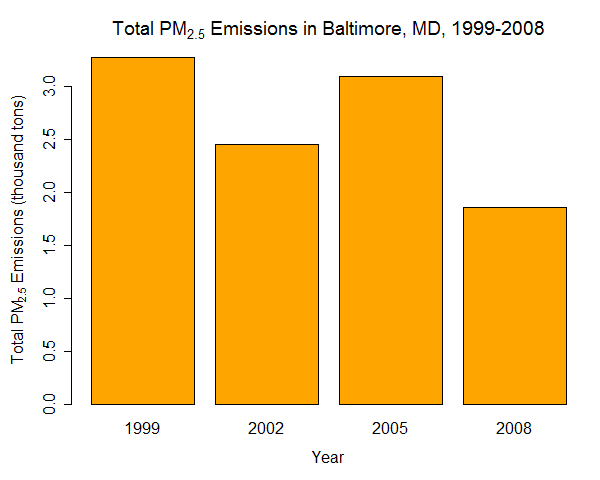 Total PM2.5 Emissions in Baltimore, MD, 1999-2008
Total PM2.5 Emissions (thousand tons)
3.0
2.5
2.0
1.5
1.0
0.5
0.0
1999 2002 2005 2008
Year